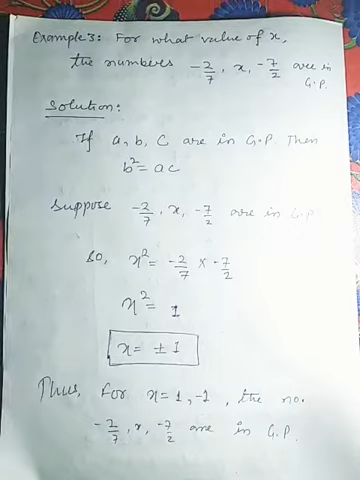 Example 3: For what value of x,
the numbers -2/7, x, -7/2 are in G.P.
Solution:
If a, b, c are in G.P. Then
b² = ac
Suppose -2/7, x, -7/2 are in G.P
So, x² = -2/7 × -7/2
x² = 1
x = ± 1
Thus, For x = 1, -1, the no.
-2/7, x, -7/2 are in G.P.